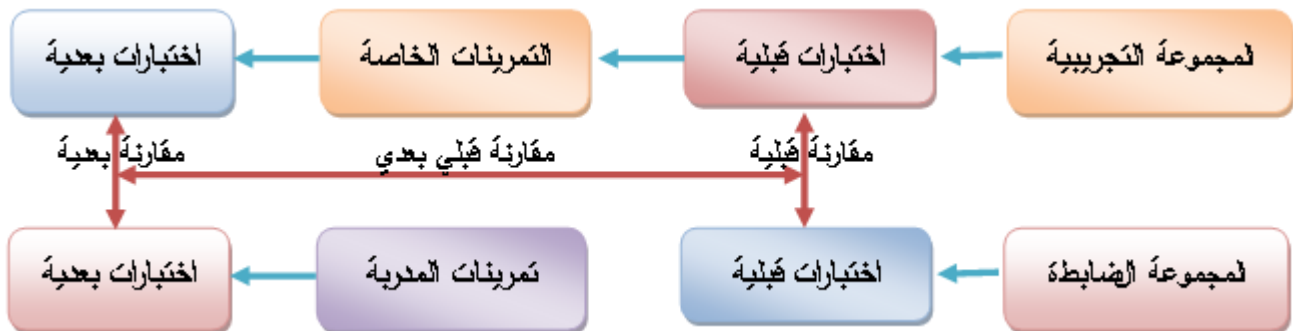 المجموعة التجريبية
اختبارات قبلية
التمرينات الخاصة
اختبارات بعدية
مقارنة قبلية
مقارنة قبلي بعدي
مقارنة بعدية
المجموعة الضابطة
اختبارات قبلية
تمرينات المدربة
اختبارات بعدية